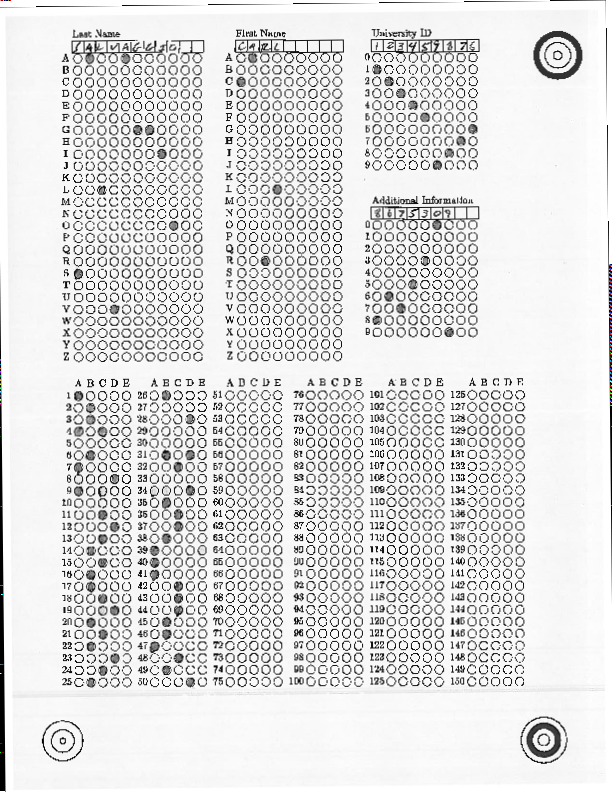 Last Name
First Name
University ID
S A L V A G G I O
C A R L
1 2 3 4 5 9 8 7 6
A
B
C
D
E
F
G
H
I
J
K
L
M
N
O
P
Q
R
S
T
U
V
W
X
Y
Z
A
B
C
D
E
F
G
H
I
J
K
L
M
N
O
P
Q
R
S
T
U
V
W
X
Y
Z
0
1
2
3
4
5
6
7
8
9
Additional Information
8 6 7 5 3 0 9
0
1
2
3
4
5
6
7
8
9
A B C D E A B C D E A B C D E A B C D E A B C D E A B C D E
1 26 51 76 101 126
2 27 52 77 102 127
3 28 53 78 103 128
4 29 54 79 104 129
5 30 55 80 105 130
6 31 56 81 106 131
7 32 57 82 107 132
8 33 58 83 108 133
9 34 59 84 109 134
10 35 60 85 110 135
11 36 61 86 111 136
12 37 62 87 112 137
13 38 63 88 113 138
14 39 64 89 114 139
15 40 65 90 115 140
16 41 66 91 116 141
17 42 67 92 117 142
18 43 68 93 118 143
19 44 69 94 119 144
20 45 70 95 120 145
21 46 71 96 121 146
22 47 72 97 122 147
23 48 73 98 123 148
24 49 74 99 124 149
25 50 75 100 125 150